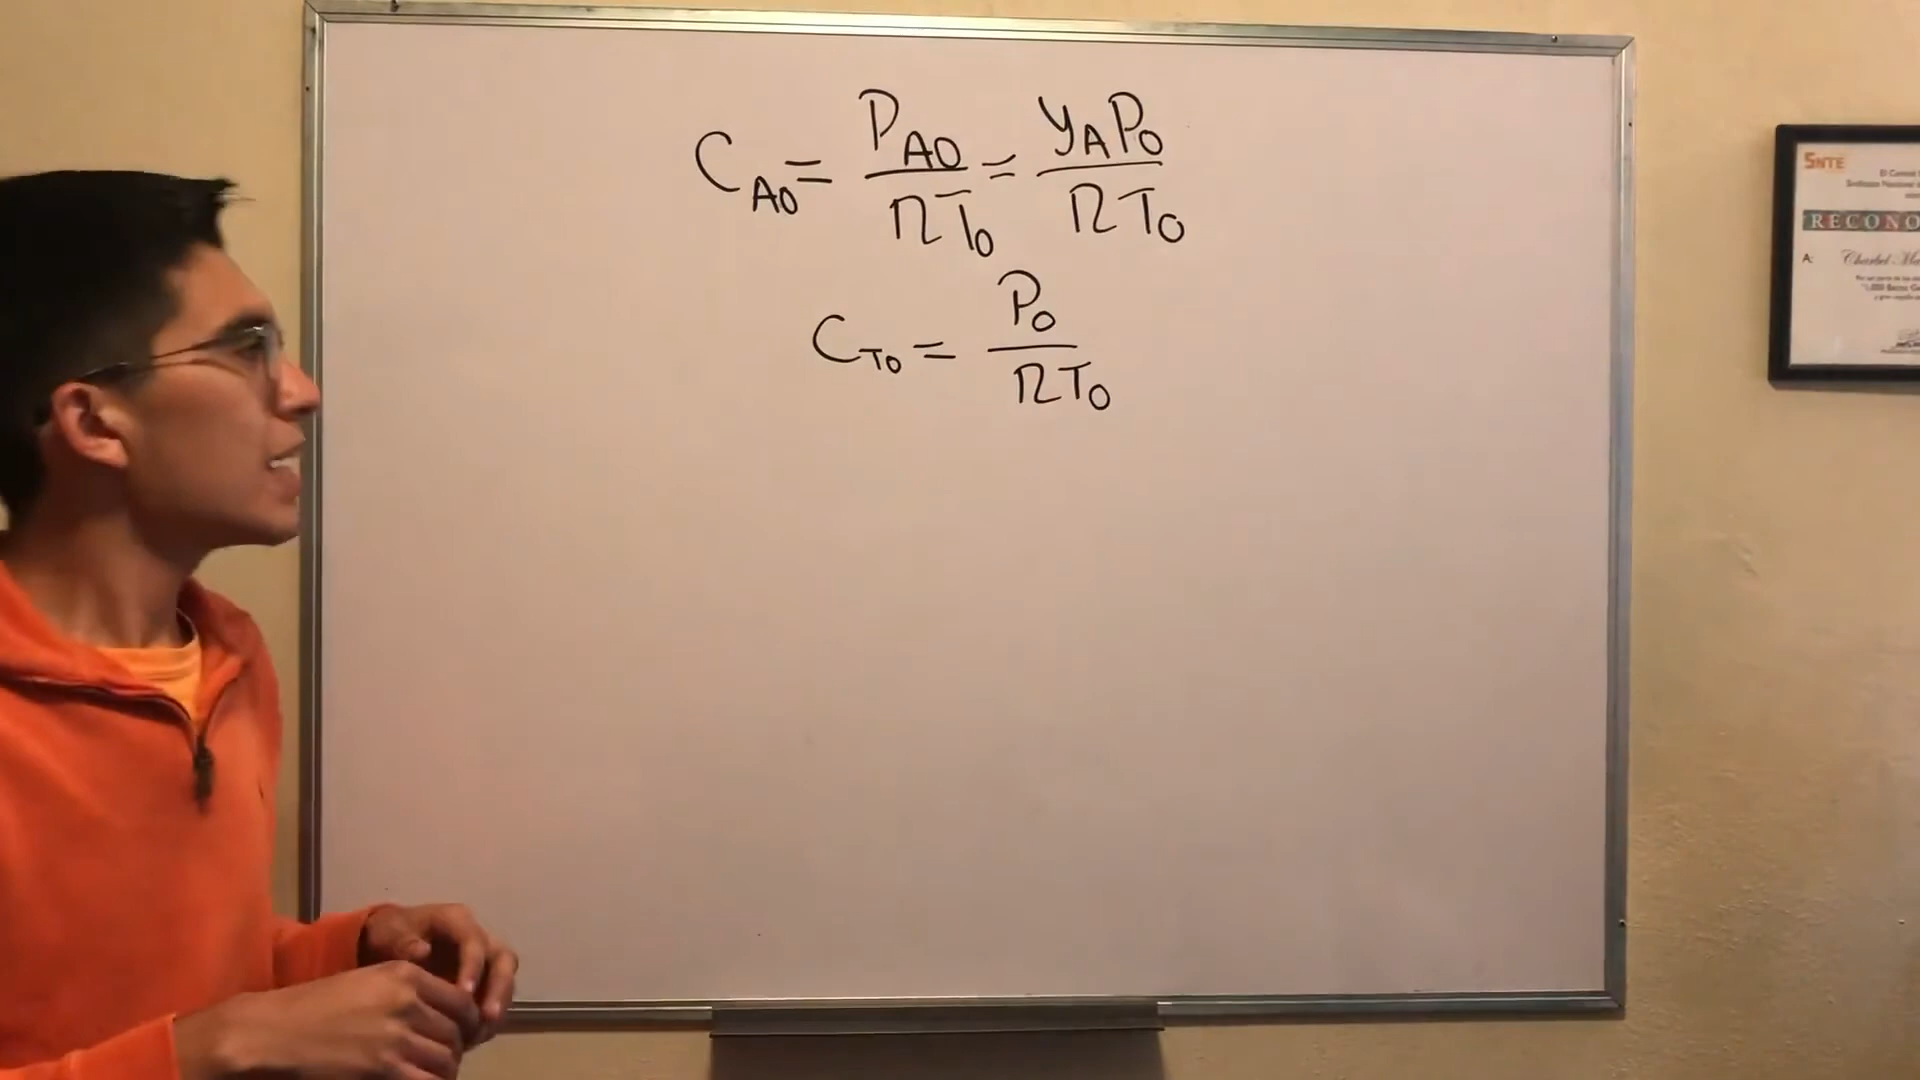 C_A0 = P_A0 / RT_0 = y_A P_0 / RT_0
C_T0 = P_0 / RT_0
SNTE
RECONO
A: